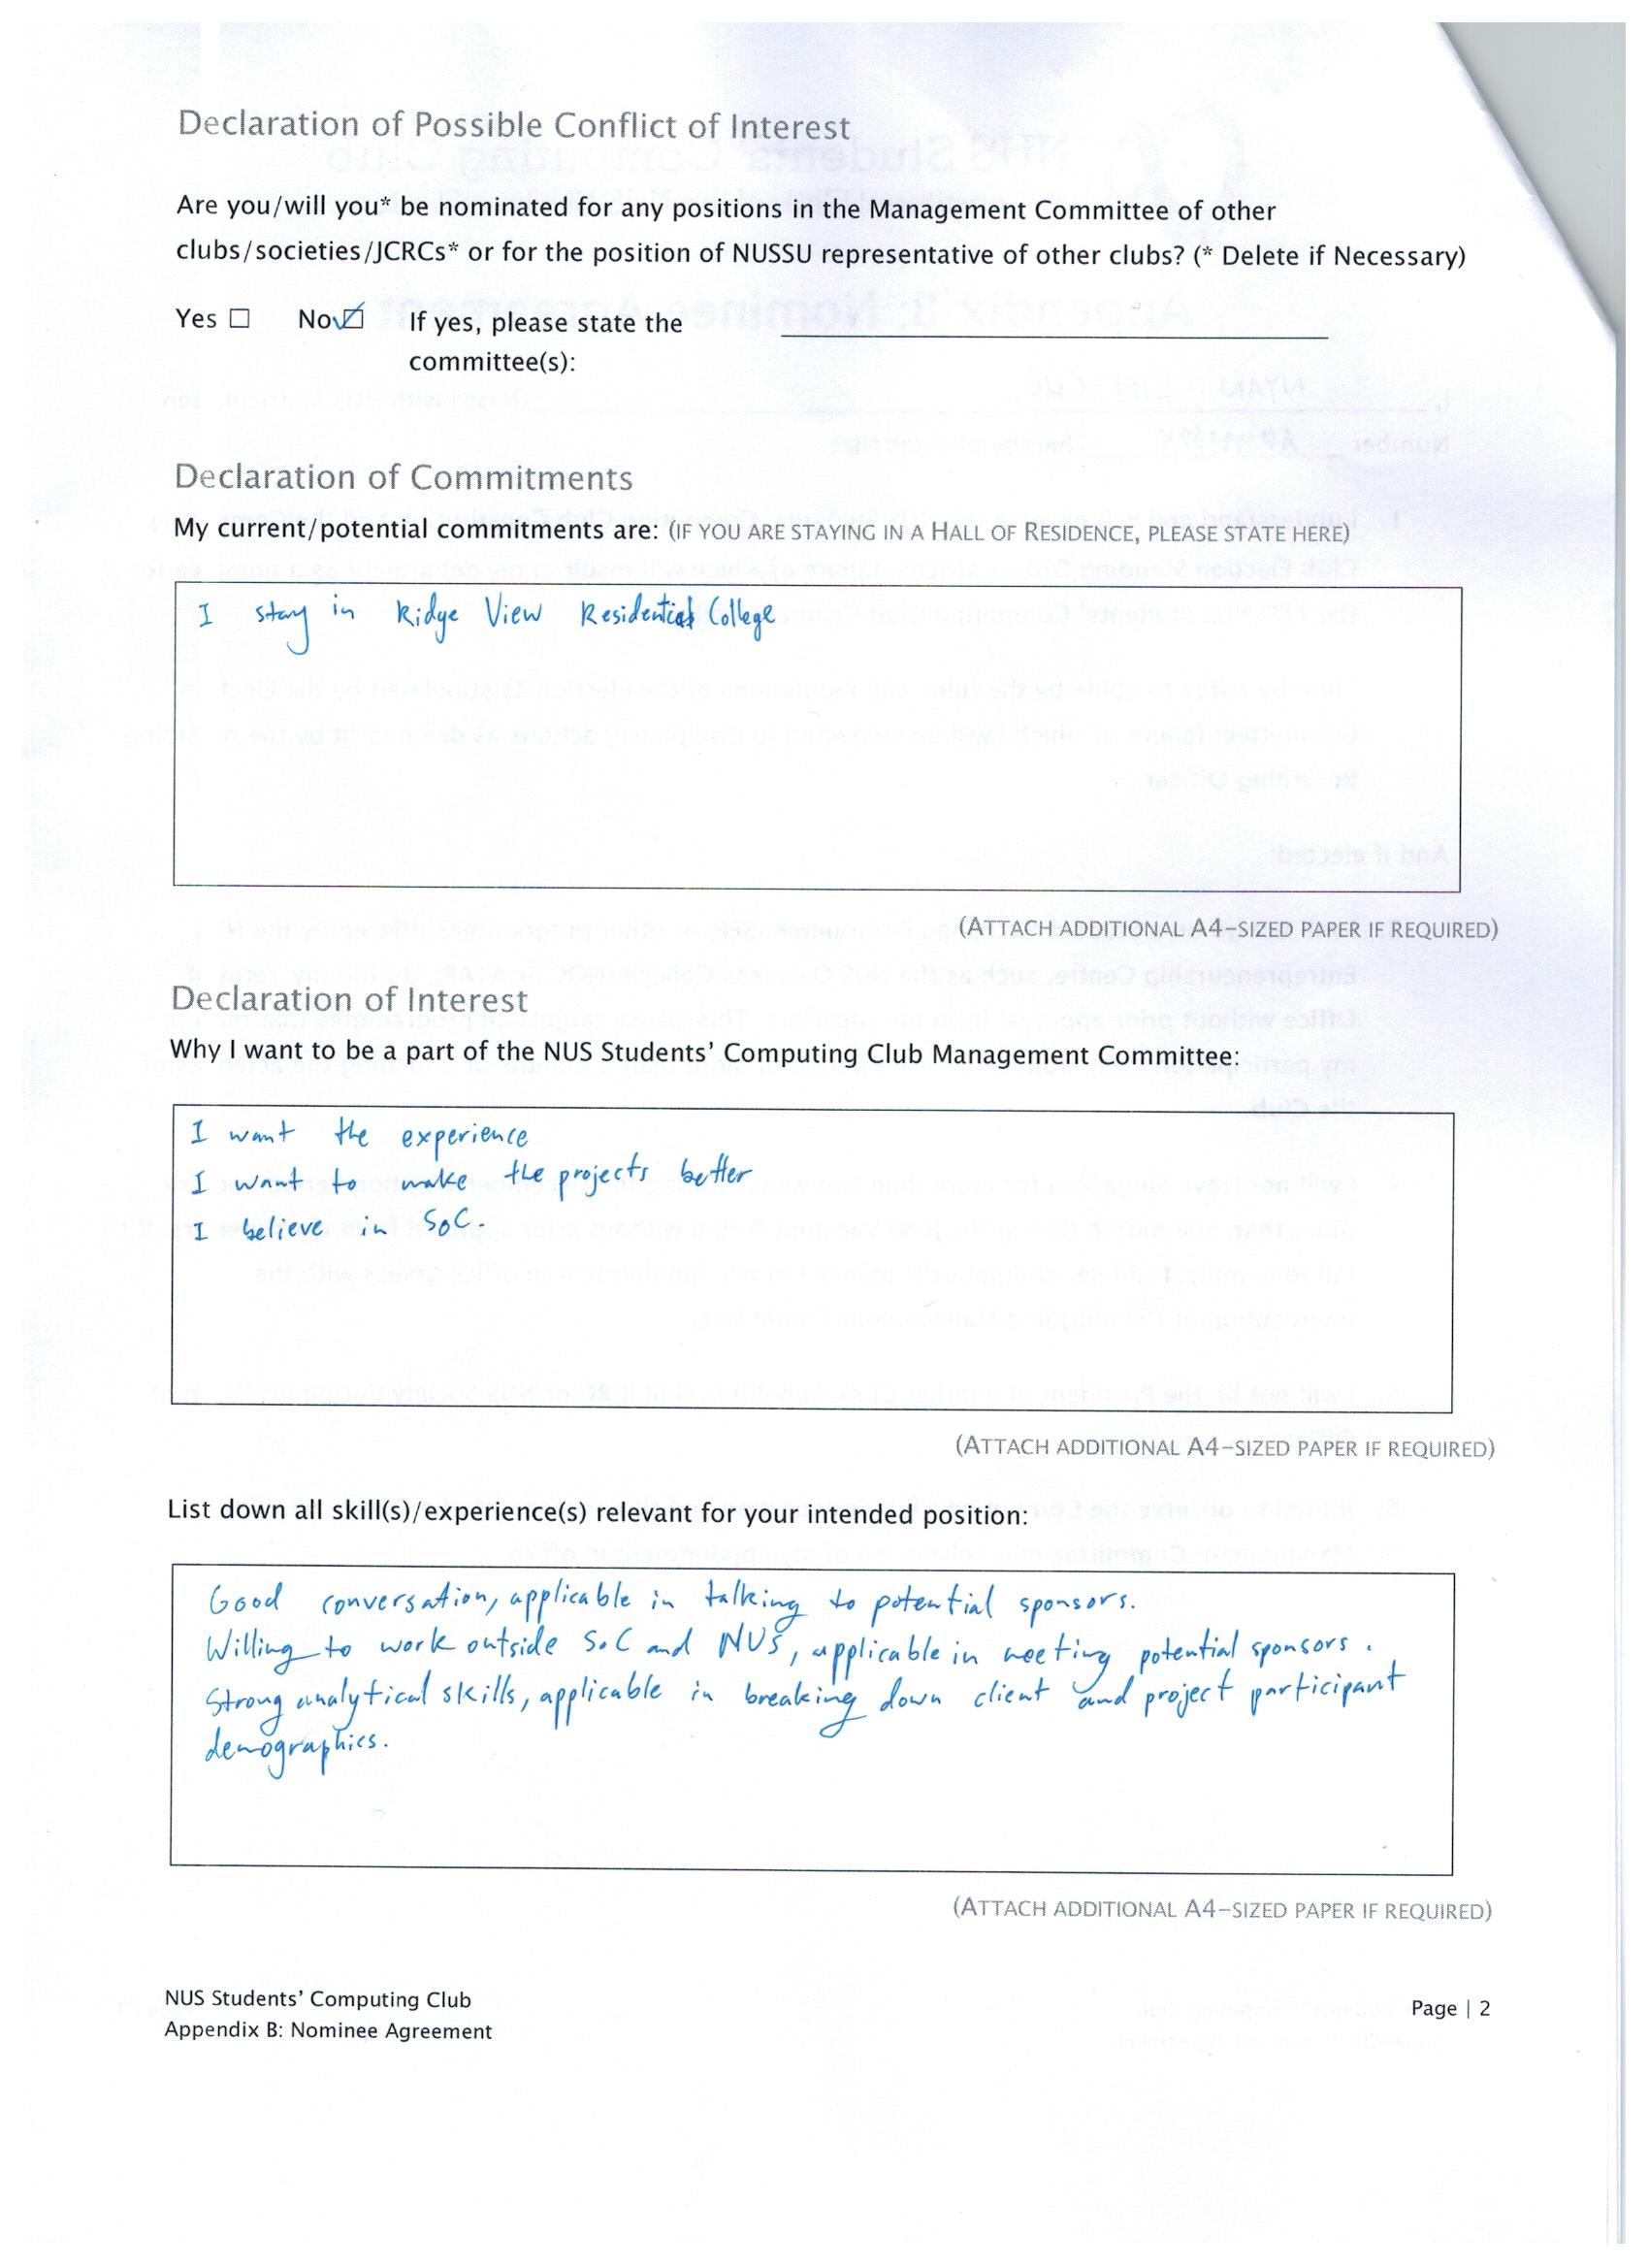 Declaration of Possible Conflict of Interest
Are you/will you* be nominated for any positions in the Management Committee of other
clubs/societies/JCRCs* or for the position of NUSSU representative of other clubs? (* Delete if Necessary)
Yes ☐ No ☑ If yes, please state the
committee(s):
Declaration of Commitments
My current/potential commitments are: (IF YOU ARE STAYING IN A HALL OF RESIDENCE, PLEASE STATE HERE)
I stay in Ridge View Residential College
(ATTACH ADDITIONAL A4-SIZED PAPER IF REQUIRED)
Declaration of Interest
Why I want to be a part of the NUS Students' Computing Club Management Committee:
I want the experience
I want to make the projects better
I believe in SoC.
(ATTACH ADDITIONAL A4-SIZED PAPER IF REQUIRED)
List down all skill(s)/experience(s) relevant for your intended position:
Good conversation, applicable in talking to potential sponsors.
Willing to work outside SoC and NUS, applicable in meeting potential sponsors.
Strong analytical skills, applicable in breaking down client and project participant
demographics.
(ATTACH ADDITIONAL A4-SIZED PAPER IF REQUIRED)
NUS Students' Computing Club
Appendix B: Nominee Agreement
Page | 2